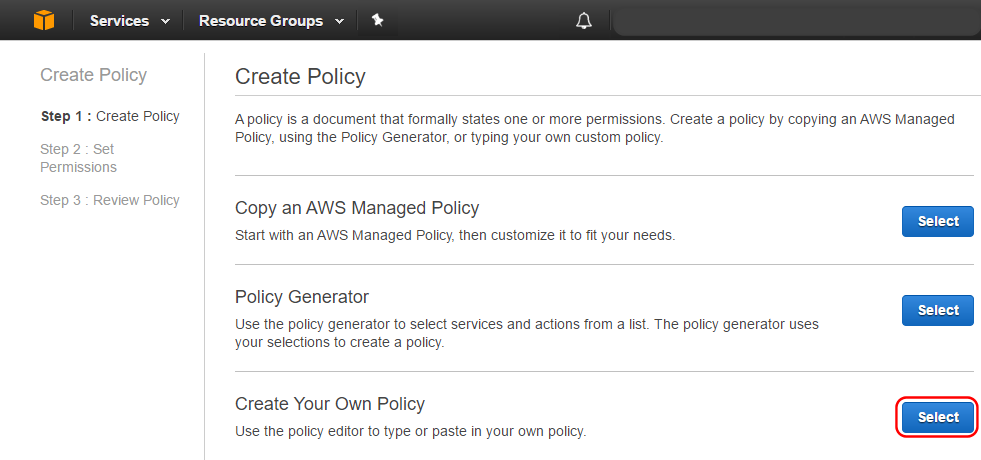 Services
Resource Groups
Create Policy
Step 1 : Create Policy
Step 2 : Set
Permissions
Step 3 : Review Policy
Create Policy
A policy is a document that formally states one or more permissions. Create a policy by copying an AWS Managed
Policy, using the Policy Generator, or typing your own custom policy.
Copy an AWS Managed Policy
Start with an AWS Managed Policy, then customize it to fit your needs.
Select
Policy Generator
Use the policy generator to select services and actions from a list. The policy generator uses
your selections to create a policy.
Select
Create Your Own Policy
Use the policy editor to type or paste in your own policy.
Select